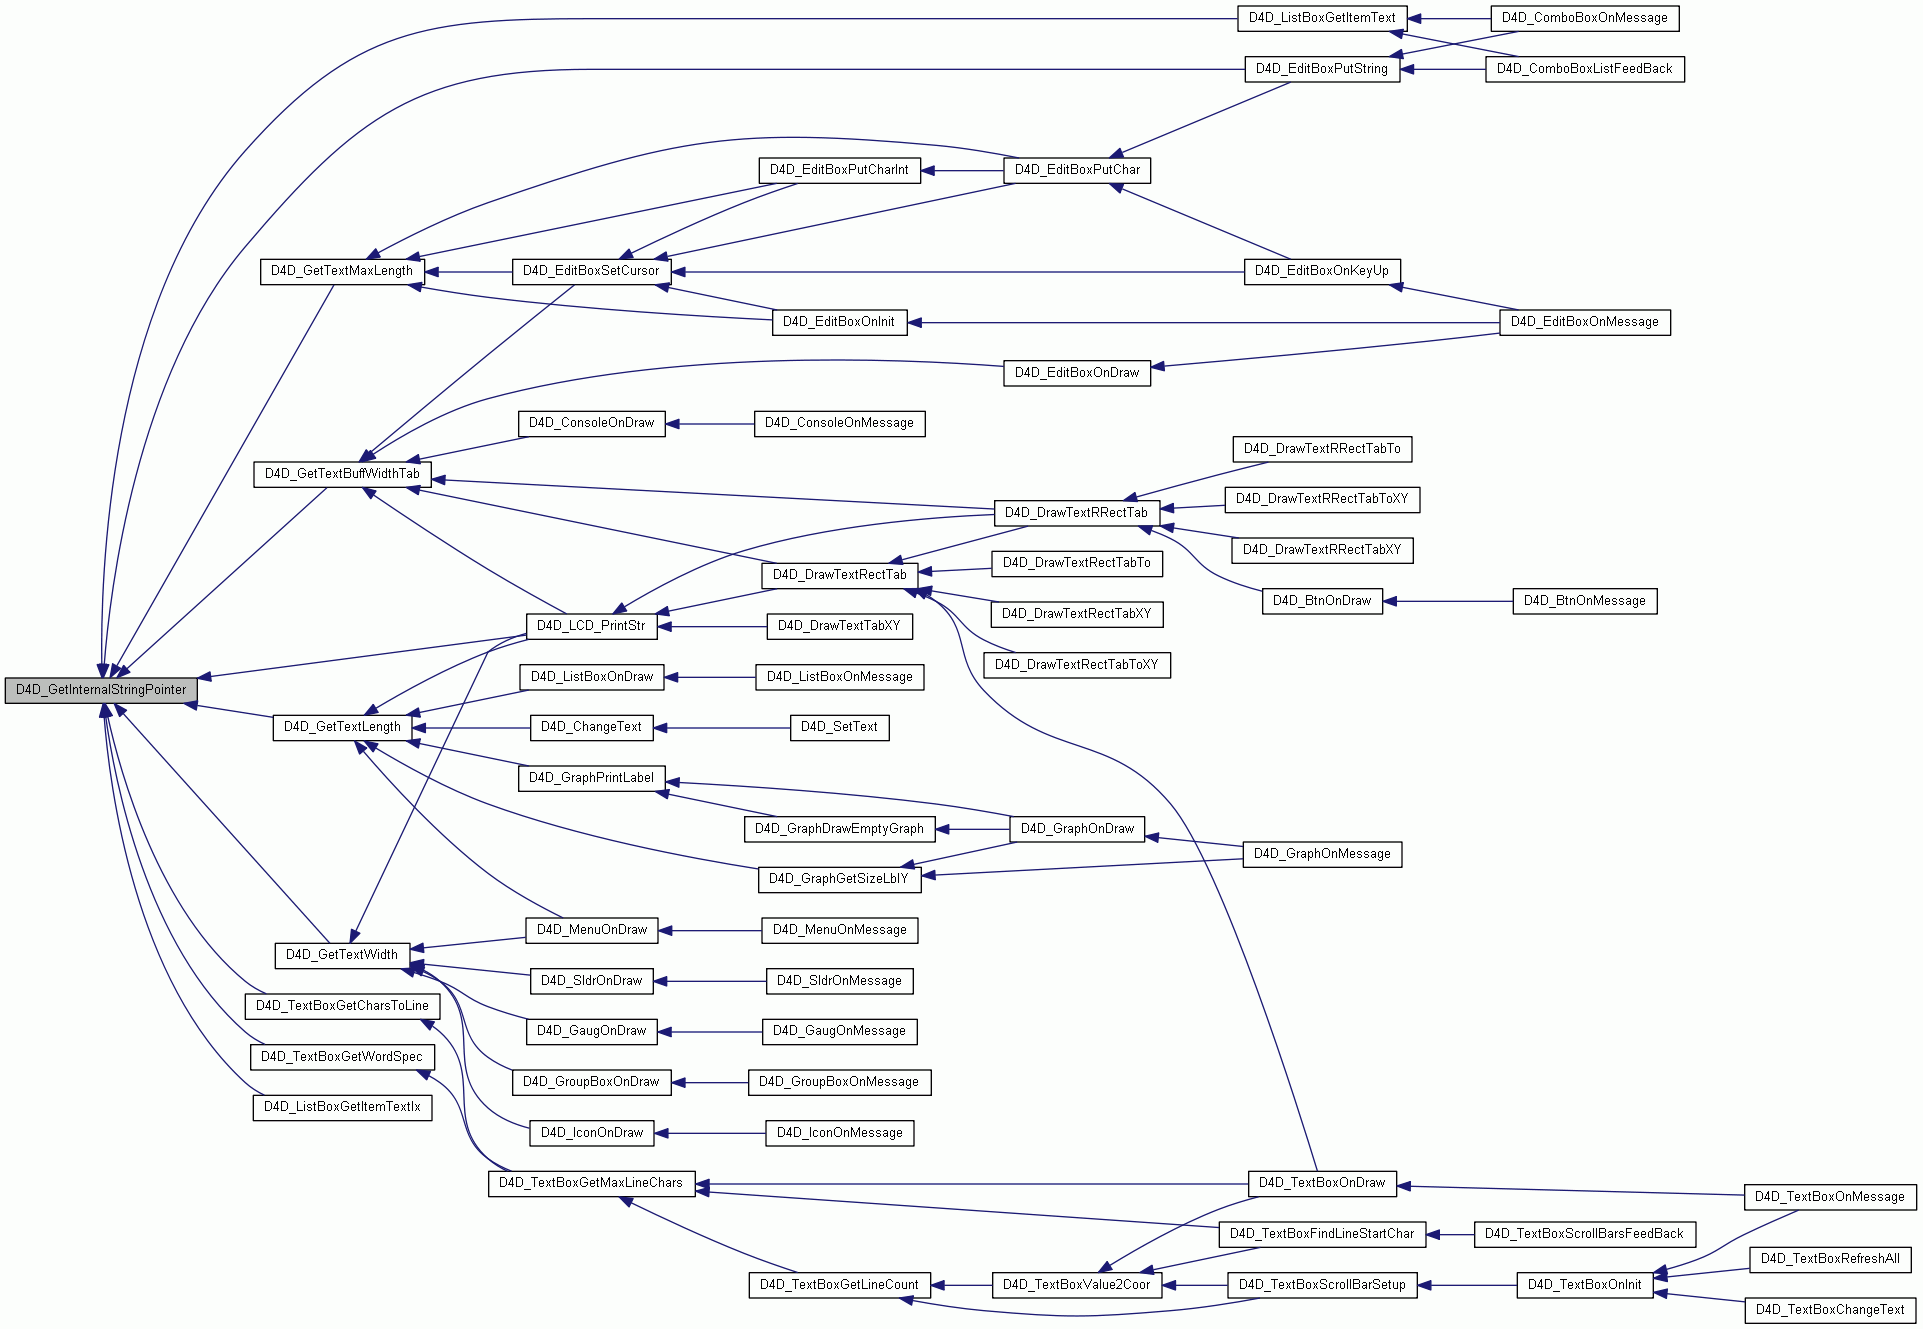 D4D_ListBoxGetItemText
D4D_ComboBoxOnMessage
D4D_EditBoxPutString
D4D_ComboBoxListFeedBack
D4D_EditBoxPutCharInt
D4D_EditBoxPutChar
D4D_GetTextMaxLength
D4D_EditBoxSetCursor
D4D_EditBoxOnKeyUp
D4D_EditBoxOnInit
D4D_EditBoxOnMessage
D4D_EditBoxOnDraw
D4D_ConsoleOnDraw
D4D_ConsoleOnMessage
D4D_DrawTextRRectTabTo
D4D_GetTextBuffWidthTab
D4D_DrawTextRRectTabToXY
D4D_DrawTextRRectTab
D4D_DrawTextRRectTabXY
D4D_DrawTextRectTabTo
D4D_DrawTextRectTab
D4D_BtnOnDraw
D4D_BtnOnMessage
D4D_DrawTextRectTabXY
D4D_LCD_PrintStr
D4D_DrawTextTabXY
D4D_DrawTextRectTabToXY
D4D_ListBoxOnDraw
D4D_ListBoxOnMessage
D4D_GetInternalStringPointer
D4D_GetTextLength
D4D_ChangeText
D4D_SetText
D4D_GraphPrintLabel
D4D_GraphDrawEmptyGraph
D4D_GraphOnDraw
D4D_GraphOnMessage
D4D_GraphGetSizeLblY
D4D_MenuOnDraw
D4D_MenuOnMessage
D4D_GetTextWidth
D4D_SldrOnDraw
D4D_SldrOnMessage
D4D_TextBoxGetCharsToLine
D4D_GaugOnDraw
D4D_GaugOnMessage
D4D_TextBoxGetWordSpec
D4D_GroupBoxOnDraw
D4D_GroupBoxOnMessage
D4D_ListBoxGetItemTextIx
D4D_IconOnDraw
D4D_IconOnMessage
D4D_TextBoxGetMaxLineChars
D4D_TextBoxOnDraw
D4D_TextBoxOnMessage
D4D_TextBoxFindLineStartChar
D4D_TextBoxScrollBarsFeedBack
D4D_TextBoxRefreshAll
D4D_TextBoxGetLineCount
D4D_TextBoxValue2Coor
D4D_TextBoxScrollBarSetup
D4D_TextBoxOnInit
D4D_TextBoxChangeText